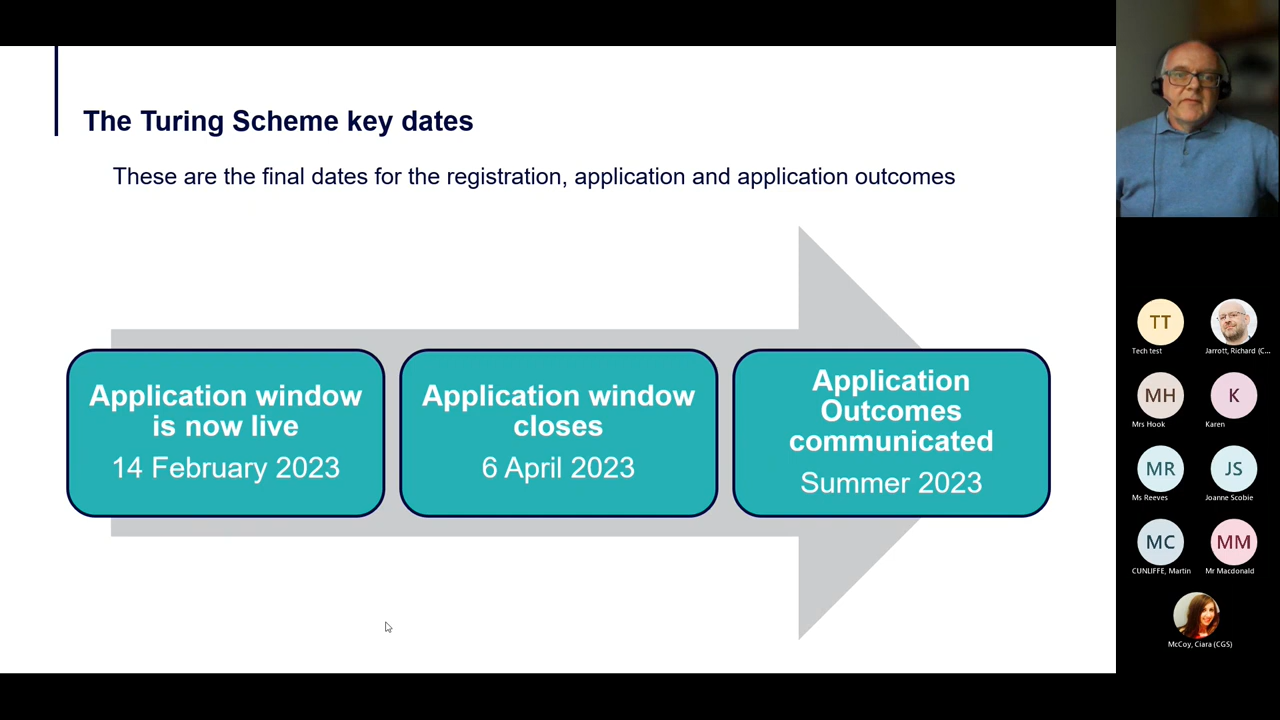 The Turing Scheme key dates
These are the final dates for the registration, application and application outcomes
Application window
is now live
14 February 2023
Application window
closes
6 April 2023
Application
Outcomes
communicated
Summer 2023
TT
Tech test
Jarrott, Richard (C...
MH
Mrs Hook
K
Karen
MR
Ms Reeves
JS
Joanne Scobie
MC
CUNLIFFE, Martin
MM
Mr Macdonald
McCoy, Ciara (CGS)